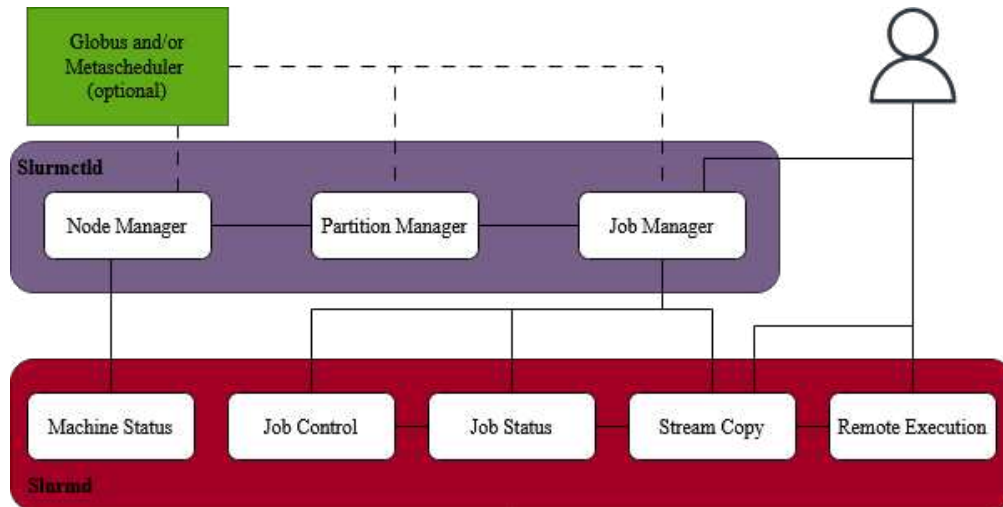 Globus and/or
Metascheduler
(optional)
Slurmctld
Node Manager
Partition Manager
Job Manager
Machine Status
Job Control
Job Status
Stream Copy
Remote Execution
Slarmd